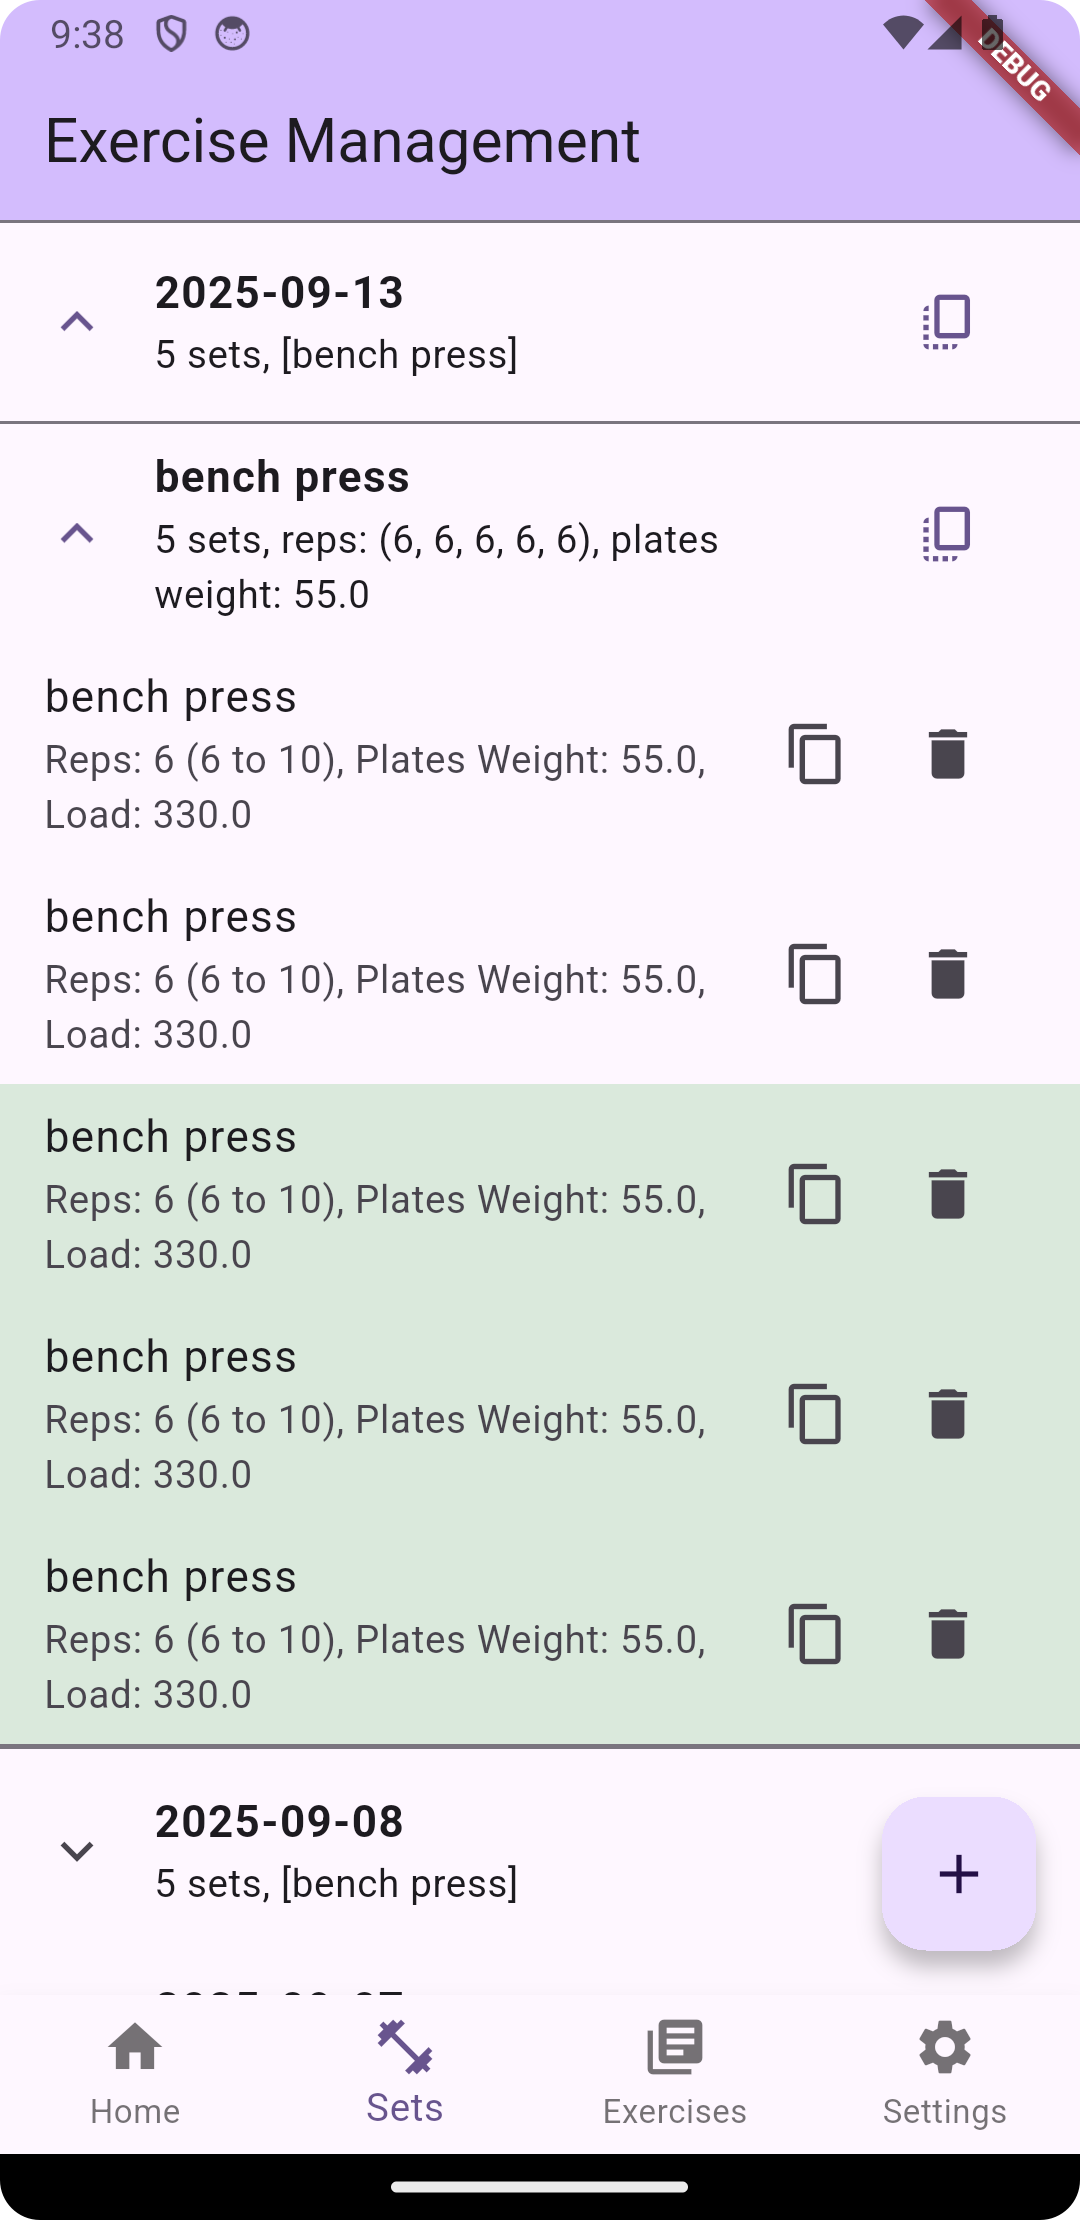 9:38
DEBUG
Exercise Management
2025-09-13
5 sets, [bench press]
bench press
5 sets, reps: (6, 6, 6, 6, 6), plates
weight: 55.0
bench press
Reps: 6 (6 to 10), Plates Weight: 55.0,
Load: 330.0
bench press
Reps: 6 (6 to 10), Plates Weight: 55.0,
Load: 330.0
bench press
Reps: 6 (6 to 10), Plates Weight: 55.0,
Load: 330.0
bench press
Reps: 6 (6 to 10), Plates Weight: 55.0,
Load: 330.0
bench press
Reps: 6 (6 to 10), Plates Weight: 55.0,
Load: 330.0
2025-09-08
5 sets, [bench press]
Home
Sets
Exercises
Settings